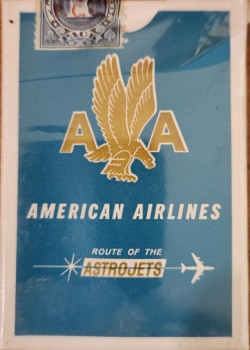 A A
AMERICAN AIRLINES
ROUTE OF THE
ASTROJETS